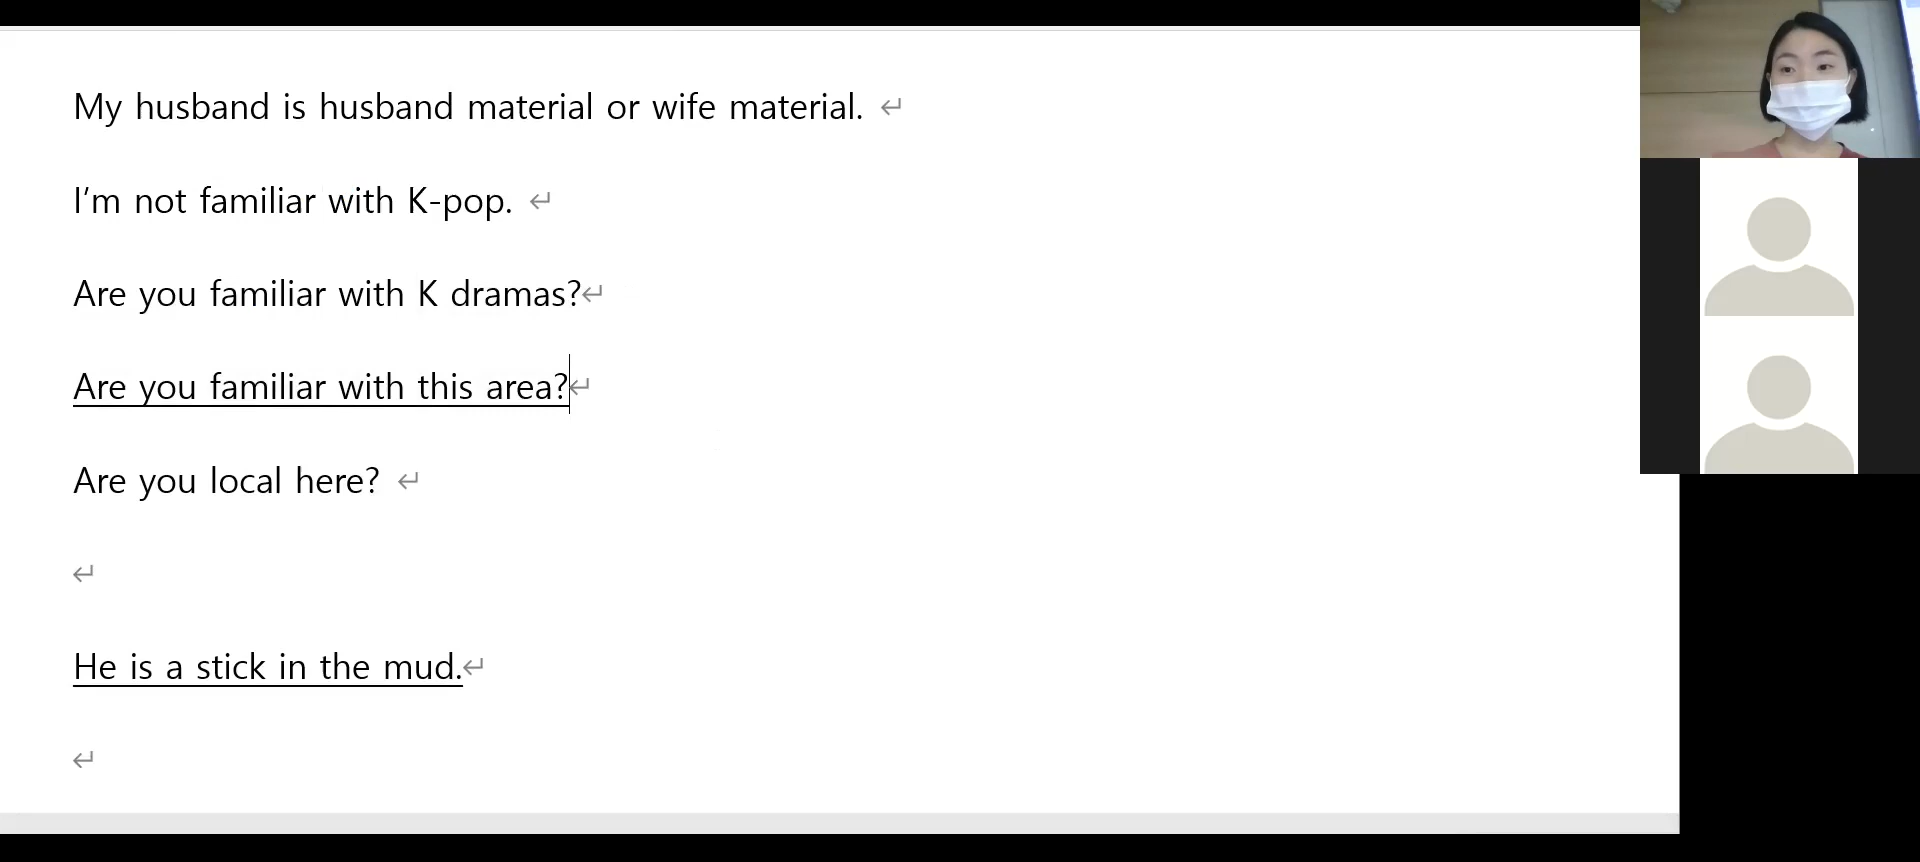 My husband is husband material or wife material.
I'm not familiar with K-pop.
Are you familiar with K dramas?
Are you familiar with this area?
Are you local here?
He is a stick in the mud.